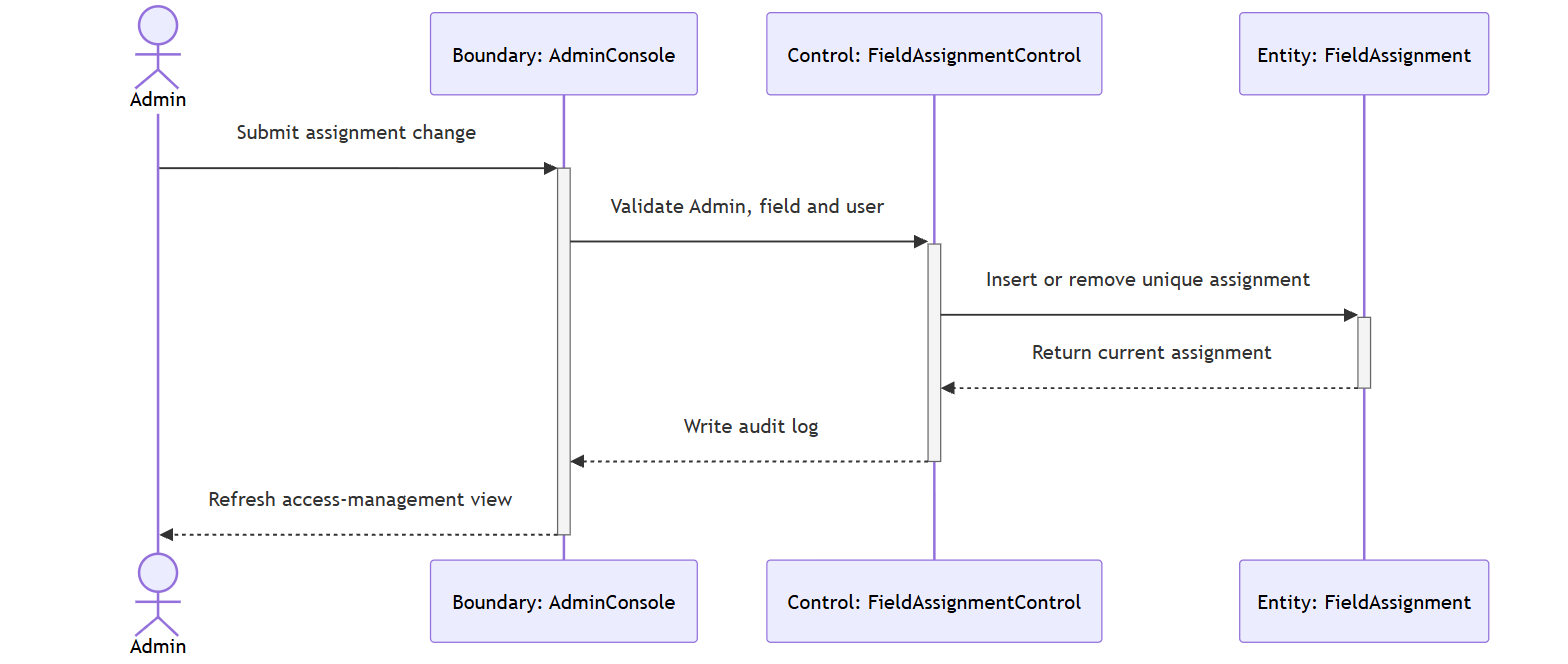 Admin
Boundary: AdminConsole
Control: FieldAssignmentControl
Entity: FieldAssignment
Submit assignment change
Validate Admin, field and user
Insert or remove unique assignment
Return current assignment
Write audit log
Refresh access-management view
Admin
Boundary: AdminConsole
Control: FieldAssignmentControl
Entity: FieldAssignment